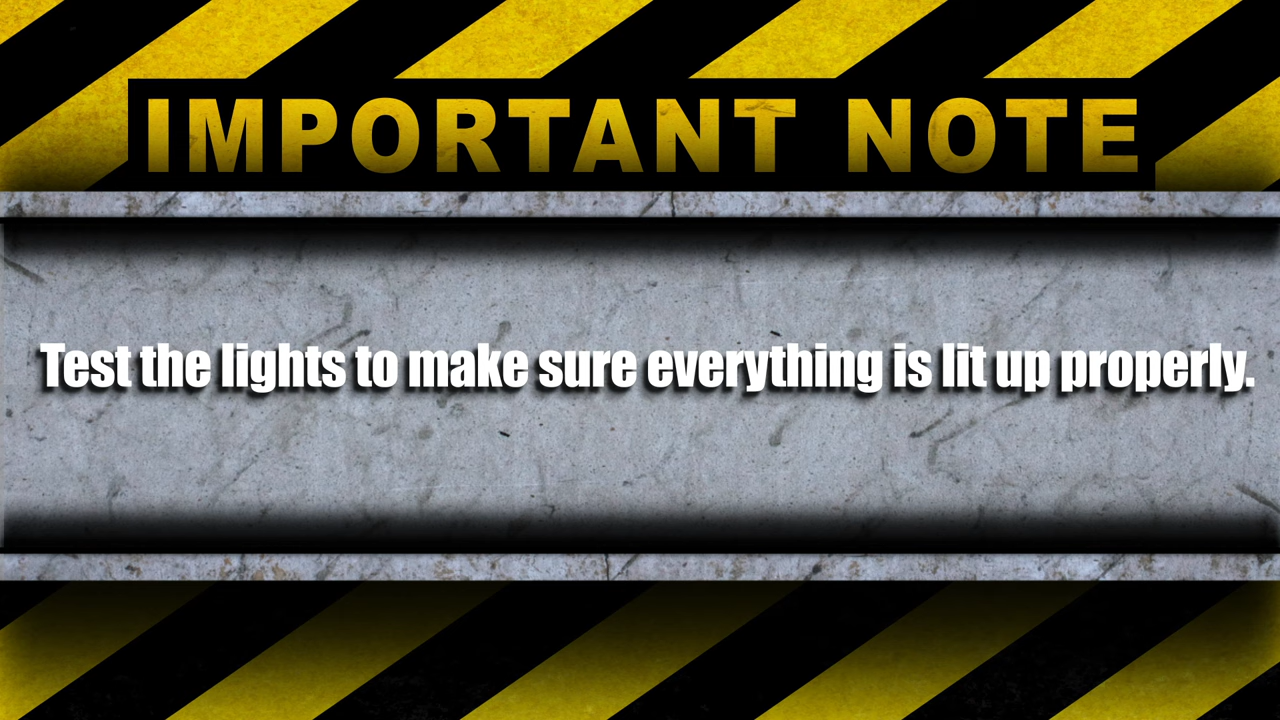 IMPORTANT NOTE
Test the lights to make sure everything is lit up properly.